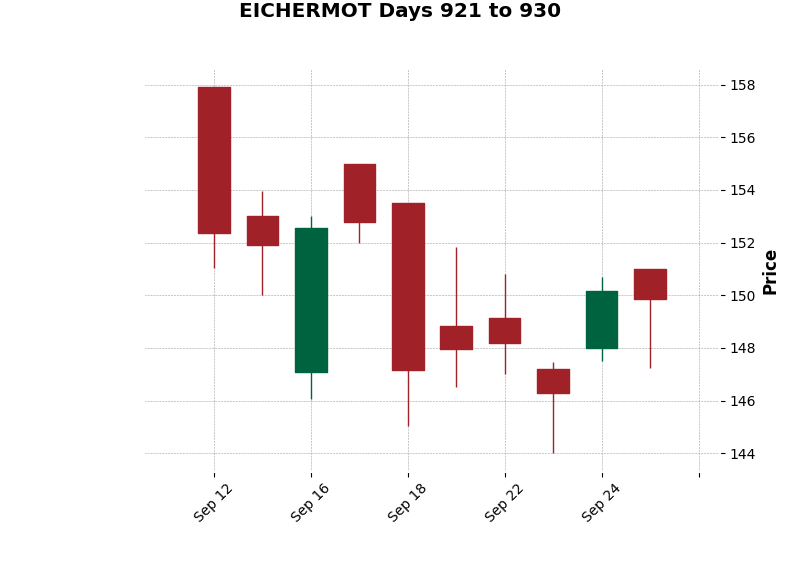 EICHERMOT Days 921 to 930
158
156
154
152
150
148
146
144
Price
Sep 12
Sep 16
Sep 18
Sep 22
Sep 24